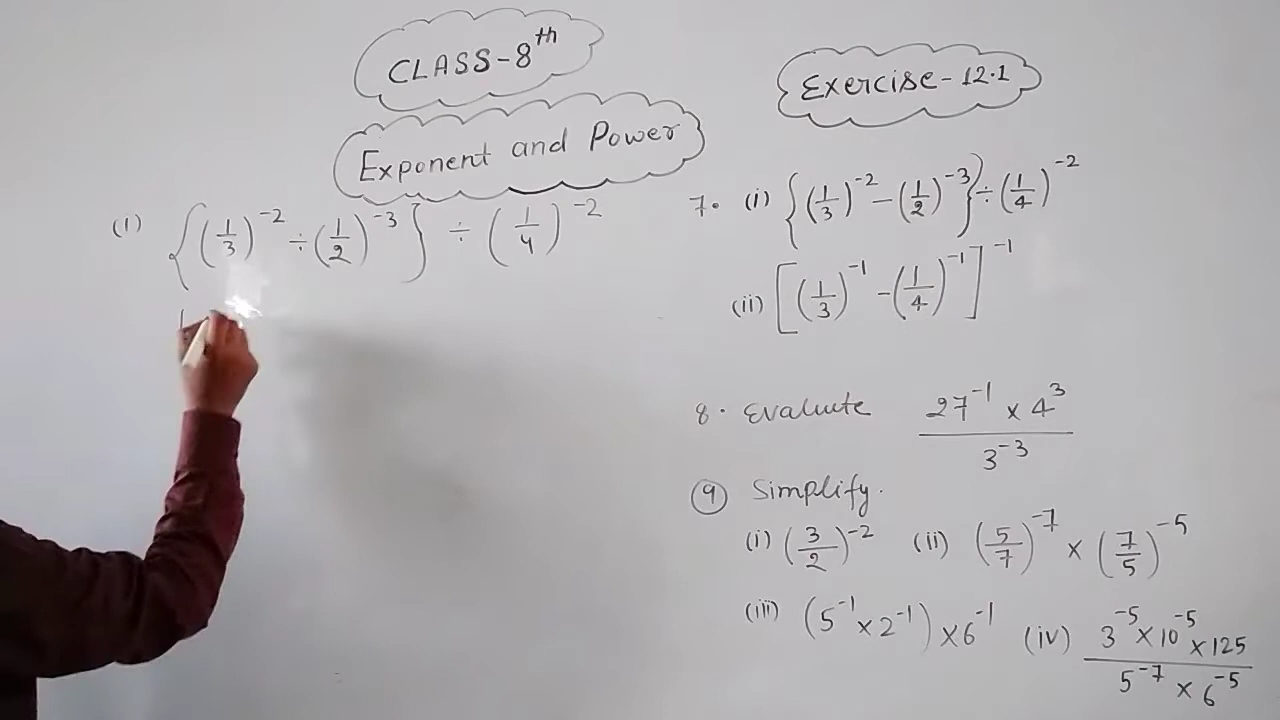 CLASS-8th
Exponent and Power
(i) {(1/3)^-2 ÷ (1/2)^-3} ÷ (1/4)^-2
Exercise-12.1
7. (i) {(1/3)^-2 - (1/2)^-3} ÷ (1/4)^-2
(ii) [(1/3)^-1 - (1/4)^-1]^-1
8. Evaluate (27^-1 × 4^3)/(3^-3)
9 Simplify.
(i) (3/2)^-2 (ii) (5/7)^-7 × (7/5)^-5
(iii) (5^-1 × 2^-1) × 6^-1 (iv) (3^-5 × 10^-5 × 125)/(5^-7 × 6^-5)